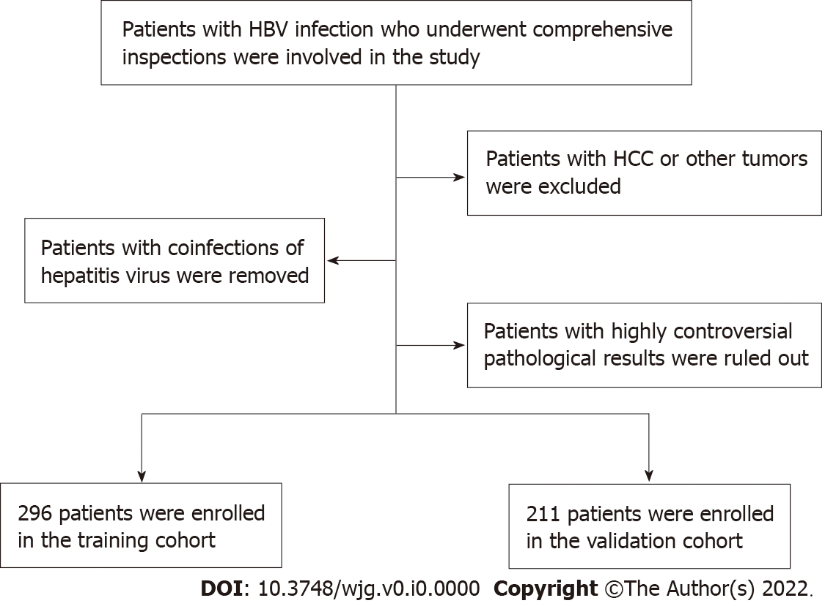 Patients with HBV infection who underwent comprehensive
inspections were involved in the study
Patients with HCC or other tumors
were excluded
Patients with coinfections of
hepatitis virus were removed
Patients with highly controversial
pathological results were ruled out
296 patients were enrolled
in the training cohort
211 patients were enrolled
in the validation cohort
DOI: 10.3748/wjg.v0.i0.0000 Copyright ©The Author(s) 2022.